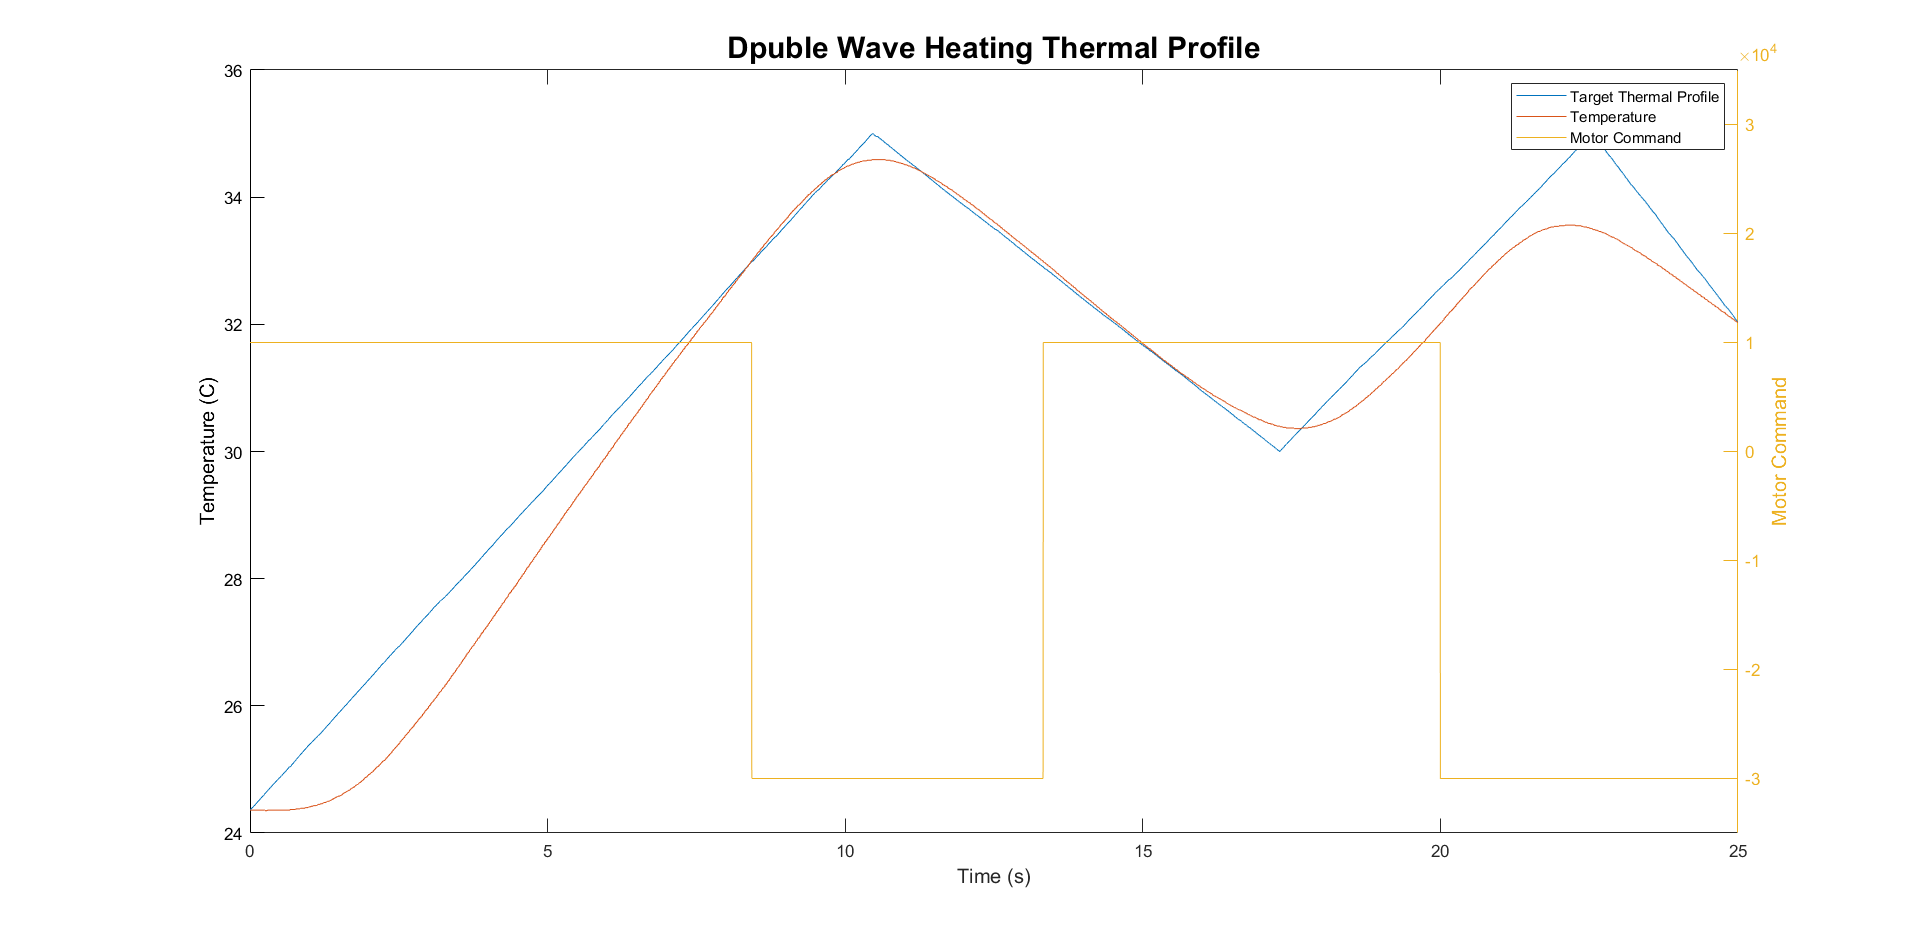 Dpuble Wave Heating Thermal Profile
×10^4
36
34
32
30
28
26
24
Temperature (C)
Target Thermal Profile
Temperature
Motor Command
3
2
1
0
-1
-2
-3
Motor Command
0 5 10 15 20 25
Time (s)